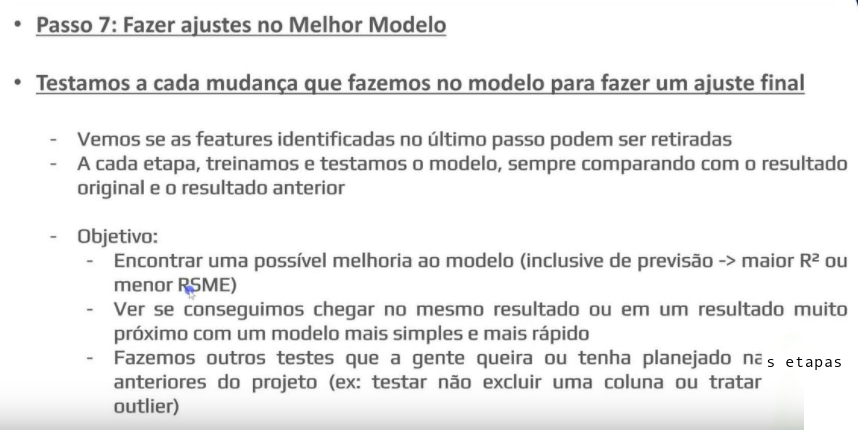 • Passo 7: Fazer ajustes no Melhor Modelo
• Testamos a cada mudança que fazemos no modelo para fazer um ajuste final
- Vemos se as features identificadas no último passo podem ser retiradas
- A cada etapa, treinamos e testamos o modelo, sempre comparando com o resultado
original e o resultado anterior
- Objetivo:
- Encontrar uma possível melhoria ao modelo (inclusive de previsão -> maior R² ou
menor RSME)
- Ver se conseguimos chegar no mesmo resultado ou em um resultado muito
próximo com um modelo mais simples e mais rápido
- Fazemos outros testes que a gente queira ou tenha planejado nas etapas
anteriores do projeto (ex: testar não excluir uma coluna ou tratar
outlier)